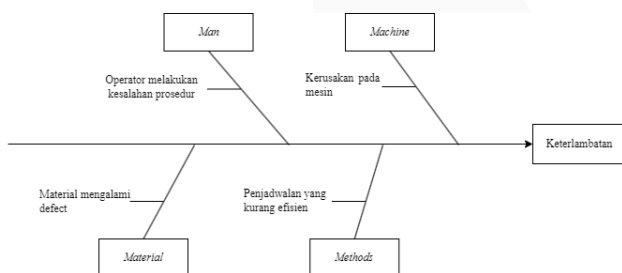 Man
Machine
Operator melakukan
kesalahan prosedur
Kerusakan pada
mesin
Keterlambatan
Material mengalami
defect
Penjadwalan yang
kurang efisien
Material
Methods